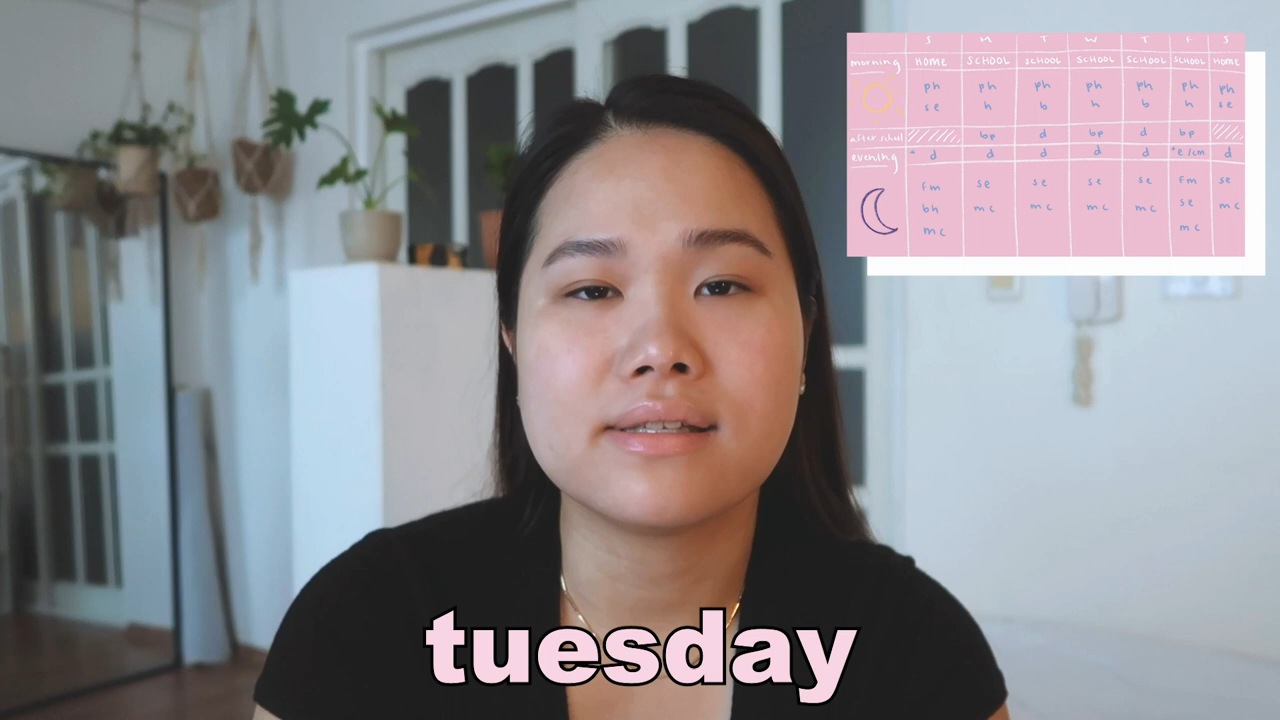 S M T W T F S
morning HOME SCHOOL SCHOOL SCHOOL SCHOOL SCHOOL HOME
ph ph ph ph ph ph ph
se h b h b h se
after school bp d bp d bp
evening * d d d d d *e/cm d
fm se se se se fm se
bh mc mc mc mc se mc
mc mc
tuesday